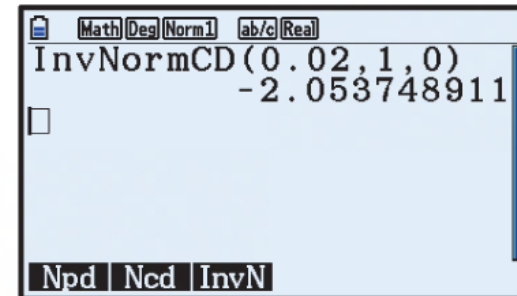 Math Deg Norm1 ab/c Real
InvNormCD(0.02,1,0)
-2.053748911
Npd Ncd InvN